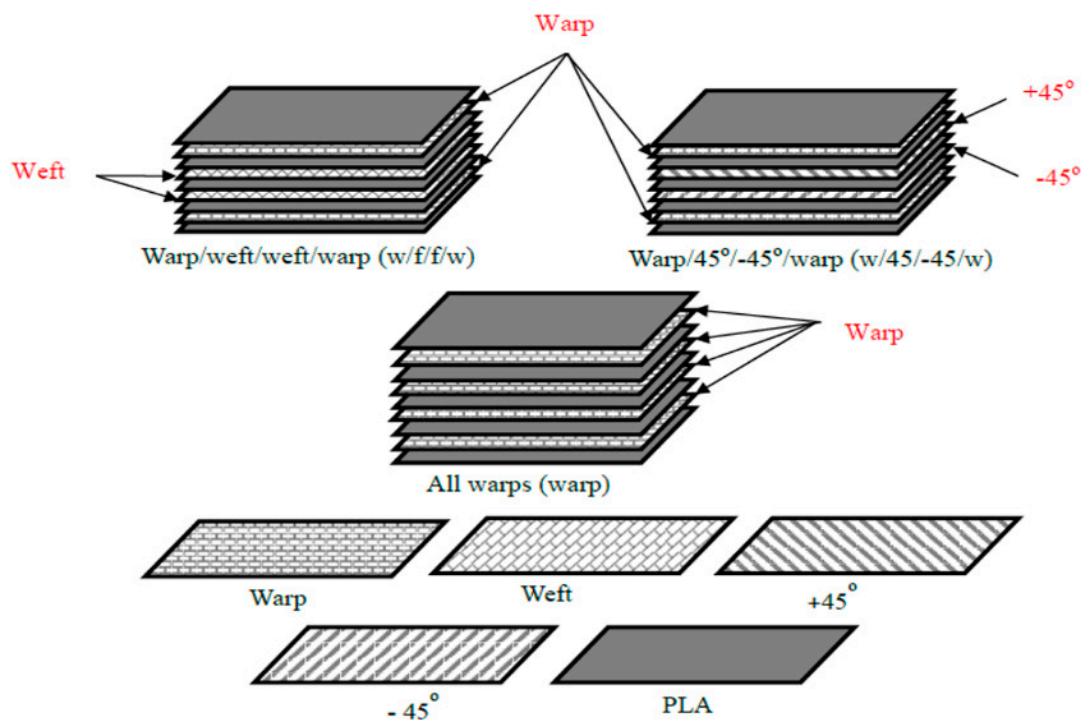 Warp
+45°
Weft
-45°
Warp/weft/weft/warp (w/f/f/w)
Warp/45°/-45°/warp (w/45/-45/w)
Warp
All warps (warp)
Warp
Weft
+45°
- 45°
PLA